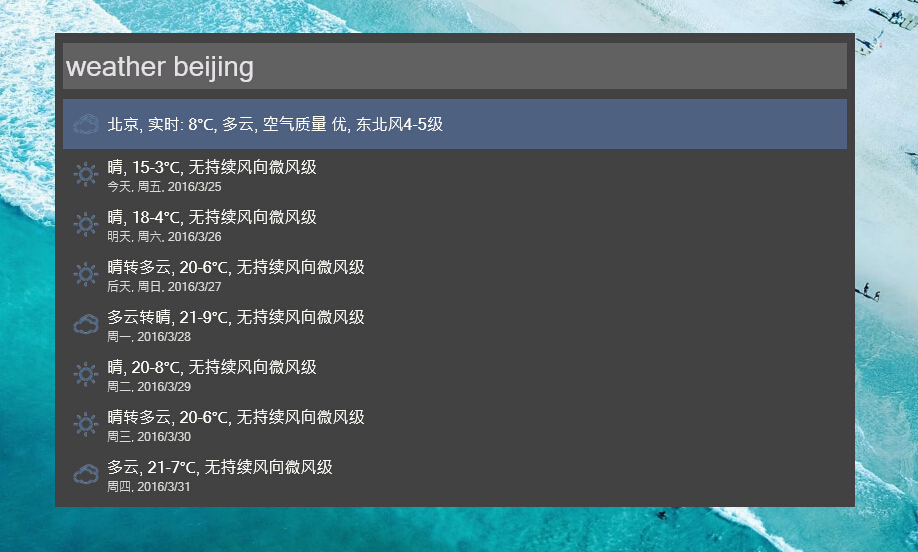 weather beijing
北京, 实时: 8℃, 多云, 空气质量 优, 东北风4-5级
晴, 15-3℃, 无持续风向微风级
今天, 周五, 2016/3/25
晴, 18-4℃, 无持续风向微风级
明天, 周六, 2016/3/26
晴转多云, 20-6℃, 无持续风向微风级
后天, 周日, 2016/3/27
多云转晴, 21-9℃, 无持续风向微风级
周一, 2016/3/28
晴, 20-8℃, 无持续风向微风级
周二, 2016/3/29
晴转多云, 20-6℃, 无持续风向微风级
周三, 2016/3/30
多云, 21-7℃, 无持续风向微风级
周四, 2016/3/31